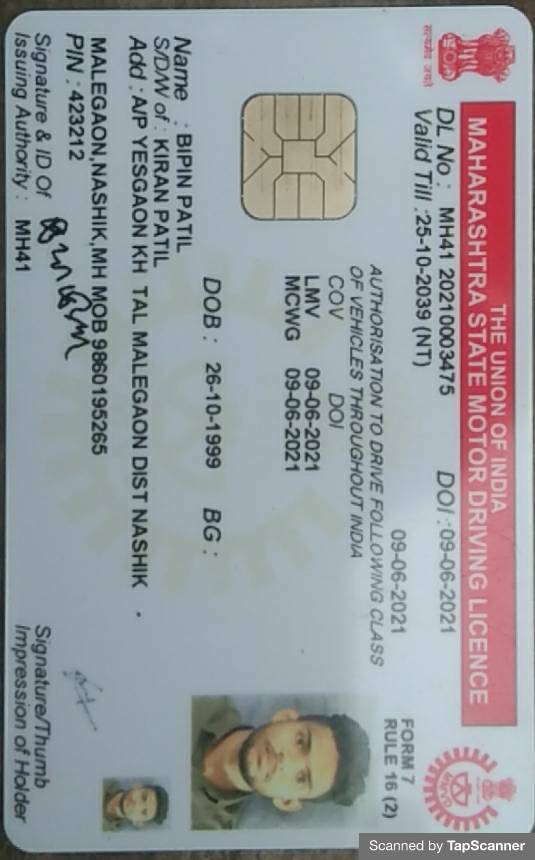 सत्यमेव जयते
THE UNION OF INDIA
MAHARASHTRA STATE MOTOR DRIVING LICENCE
DL No : MH41 20210003475 DOI : 09-06-2021
Valid Till : 25-10-2039 (NT) 09-06-2021
FORM 7
RULE 16 (2)
AUTHORISATION TO DRIVE FOLLOWING CLASS
OF VEHICLES THROUGHOUT INDIA
COV DOI
LMV 09-06-2021
MCWG 09-06-2021
DOB : 26-10-1999 BG :
Name : BIPIN PATIL
S/D/W of : KIRAN PATIL
Add : A/P YESGAON KH TAL MALEGAON DIST NASHIK .
MALEGAON,NASHIK,MH MOB 9860195265
PIN : 423212
Signature & ID Of
Issuing Authority : MH41
Signature/Thumb
Impression of Holder
Scanned by TapScanner